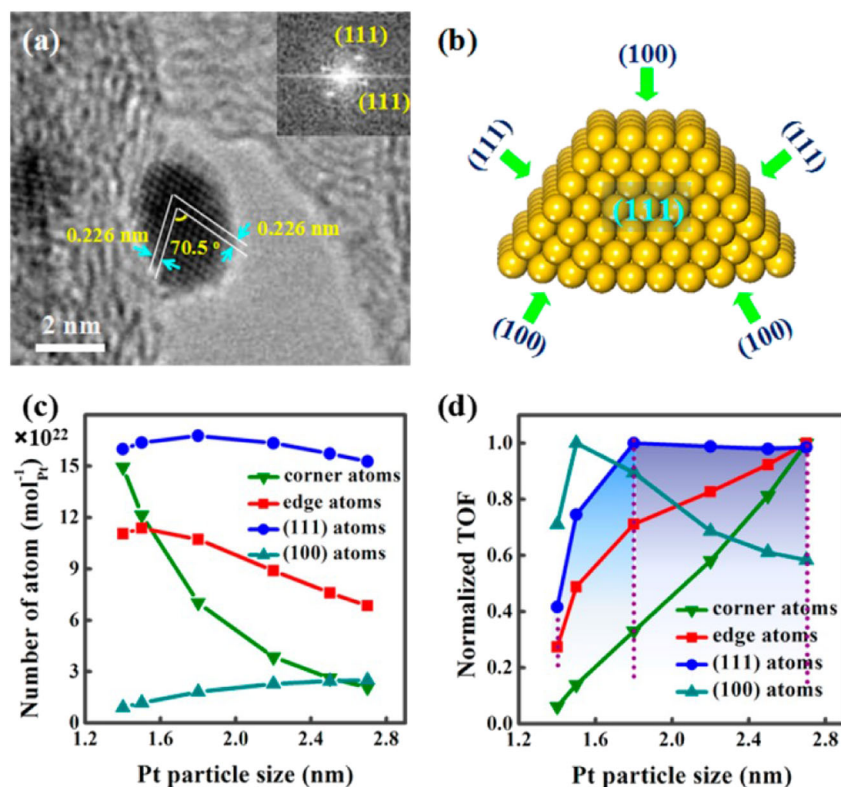 (a)
(111)
(111)
0.226 nm
0.226 nm
70.5 º
2 nm
(b)
(100)
(111)
(111)
(111)
(100)
(100)
(c)
×10²²
15
12
9
6
3
0
Number of atom (mol⁻¹Pt)
corner atoms
edge atoms
(111) atoms
(100) atoms
1.2 1.6 2.0 2.4 2.8
Pt particle size (nm)
(d)
1.0
0.8
0.6
0.4
0.2
0.0
Normalized TOF
corner atoms
edge atoms
(111) atoms
(100) atoms
1.2 1.6 2.0 2.4 2.8
Pt particle size (nm)